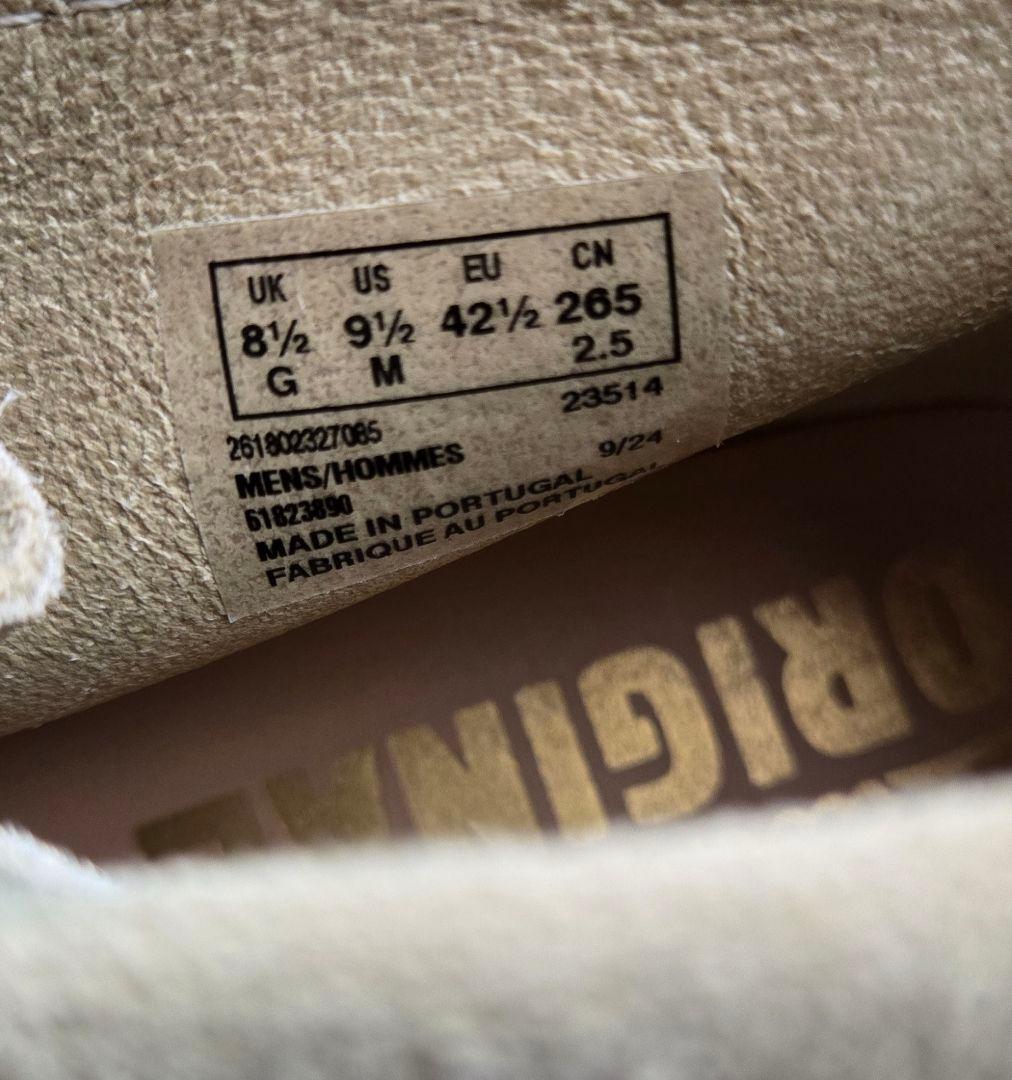 UK US EU CN
8½ 9½ 42½ 265
G M 2.5
23514
261802327085
MENS/HOMMES 9/24
61823890
MADE IN PORTUGAL
FABRIQUE AU PORTUGAL
ORIGINAL